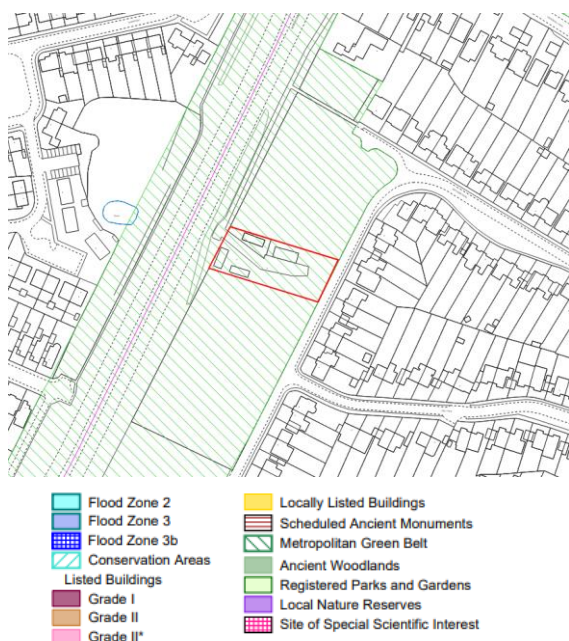 Flood Zone 2
Flood Zone 3
Flood Zone 3b
Conservation Areas
Listed Buildings
Grade I
Grade II
Grade II*
Locally Listed Buildings
Scheduled Ancient Monuments
Metropolitan Green Belt
Ancient Woodlands
Registered Parks and Gardens
Local Nature Reserves
Site of Special Scientific Interest